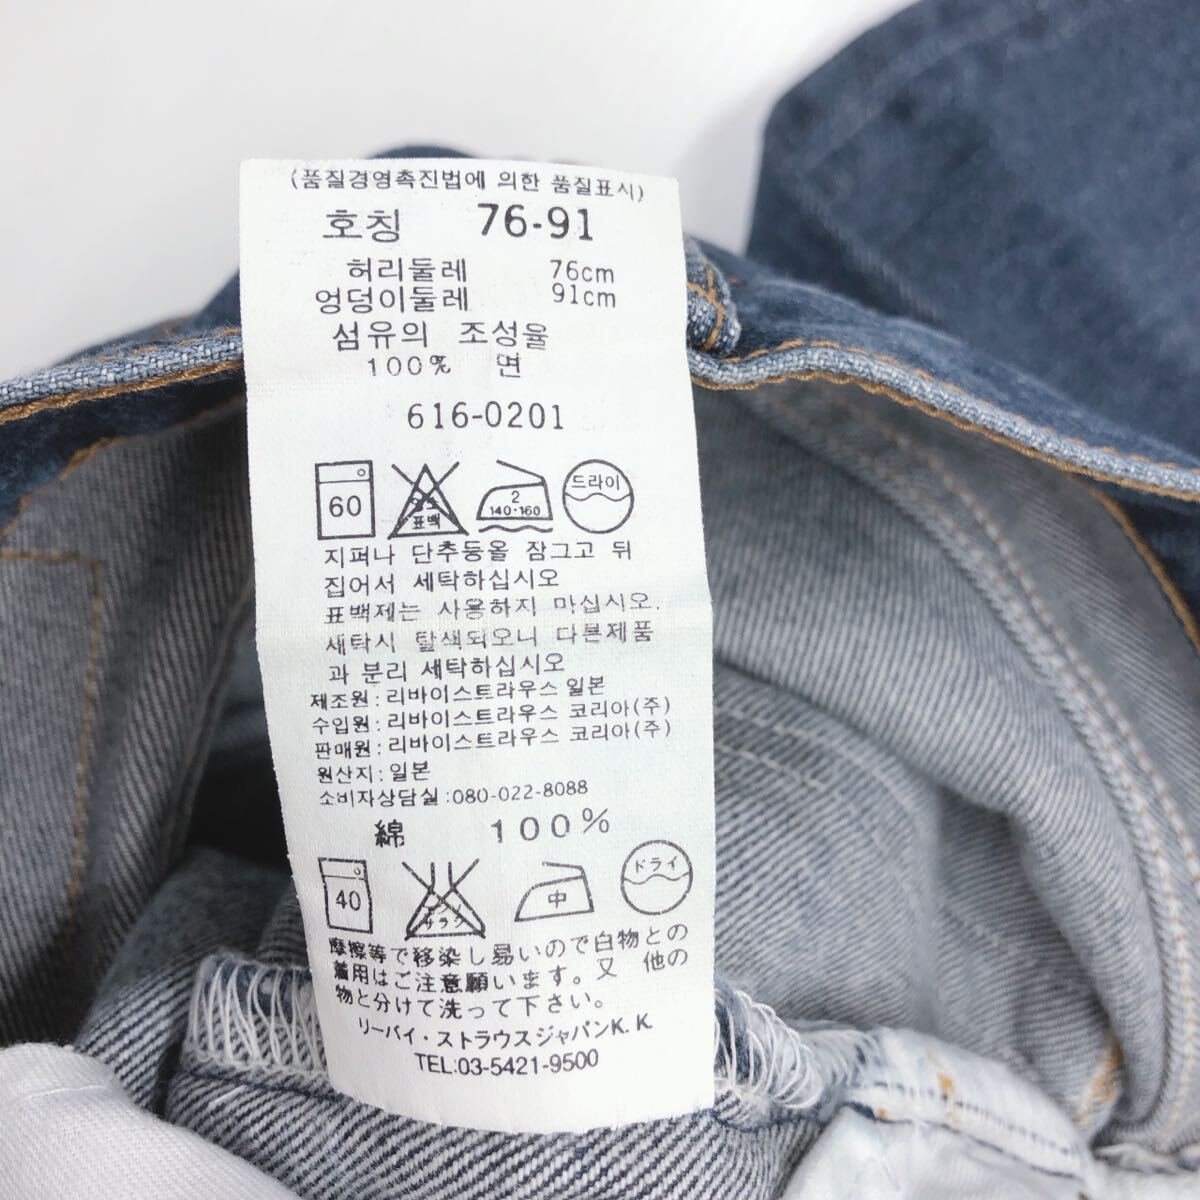 (품질경영촉진법에 의한 품질표시)
호칭 76-91
허리둘레 76cm
엉덩이둘레 91cm
섬유의 조성율
100% 면
616-0201
60 표백 2 140·160 드라이
지퍼나 단추등올 잠그고 뒤
집어서 세탁하십시오
표백제는 사용하지 마십시오.
세탁시 탈색되오니 다른제품
과 분리 세탁하십시오
제조원:리바이스트라우스 일본
수입원:리바이스트라우스 코리아(주)
판매원:리바이스트라우스 코리아(주)
원산지:일본
소비자상담실:080-022-8088
綿 100%
40 サラシ 中 ドライ
摩擦等で移染し易いので白物との
着用はご注意願います。又 他の
物と分けて洗って下さい。
リーバイ・ストラウスジャパンK.K.
TEL:03-5421-9500